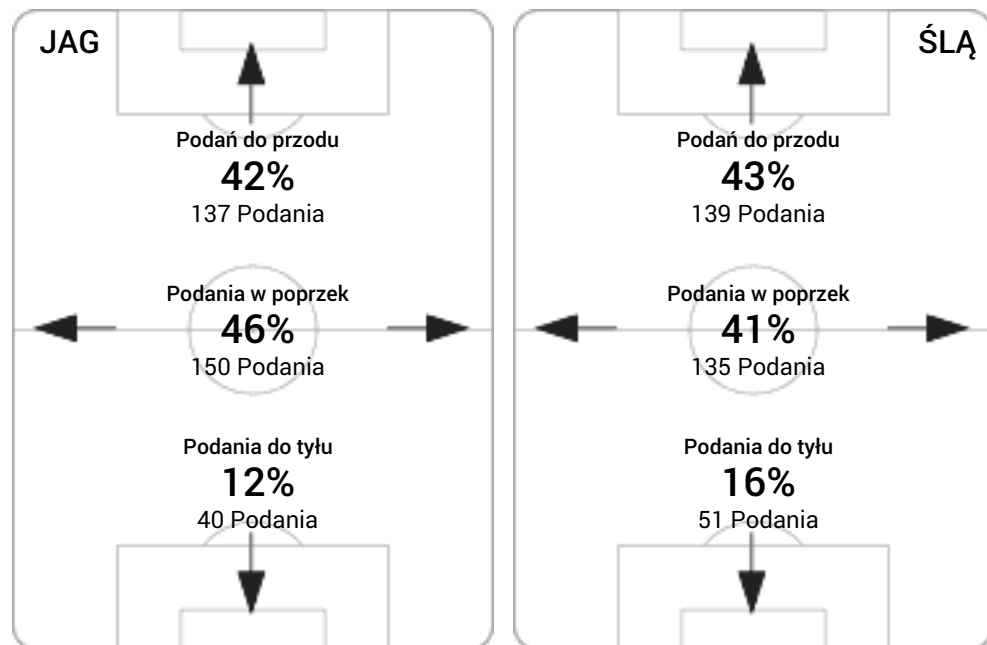 JAG
Podań do przodu
42%
137 Podania
Podania w poprzek
46%
150 Podania
Podania do tyłu
12%
40 Podania
ŚLĄ
Podań do przodu
43%
139 Podania
Podania w poprzek
41%
135 Podania
Podania do tyłu
16%
51 Podania